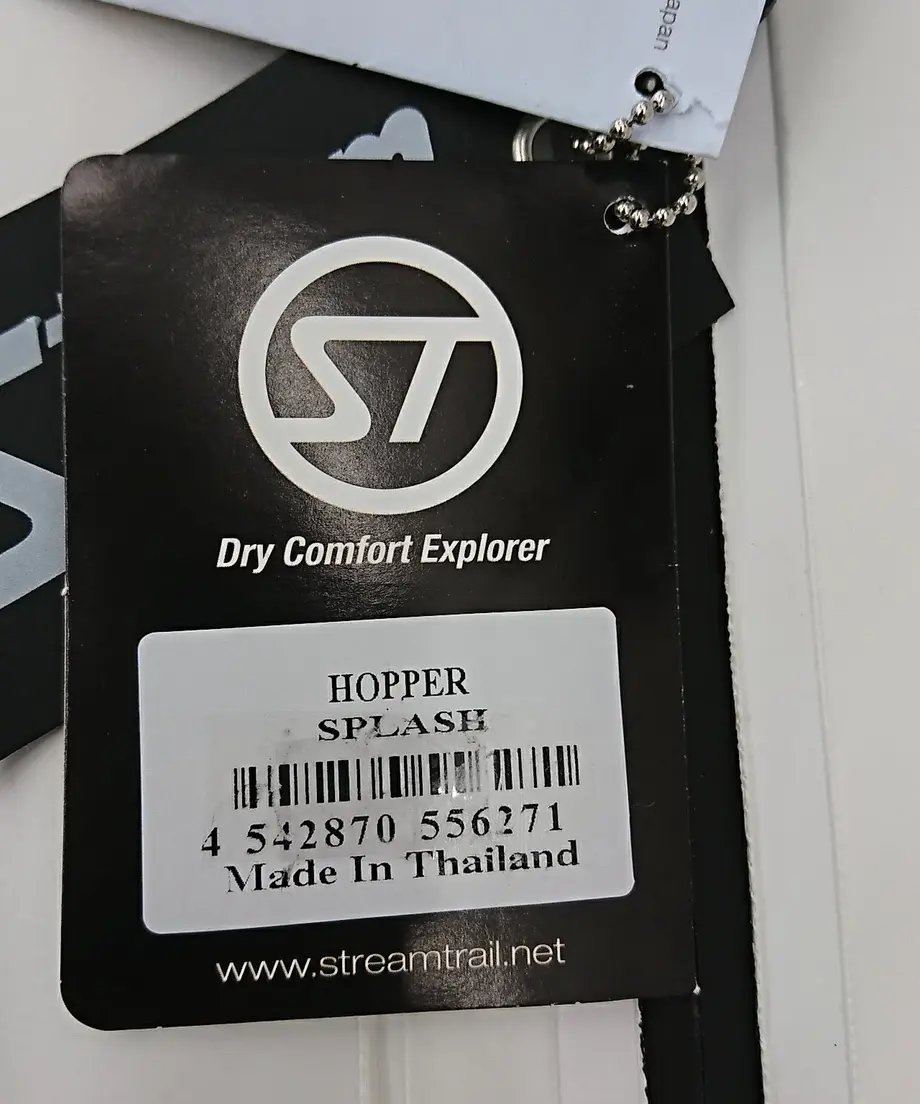 apan
ST
Dry Comfort Explorer
HOPPER
SPLASH
4 542870 556271
Made In Thailand
www.streamtrail.net